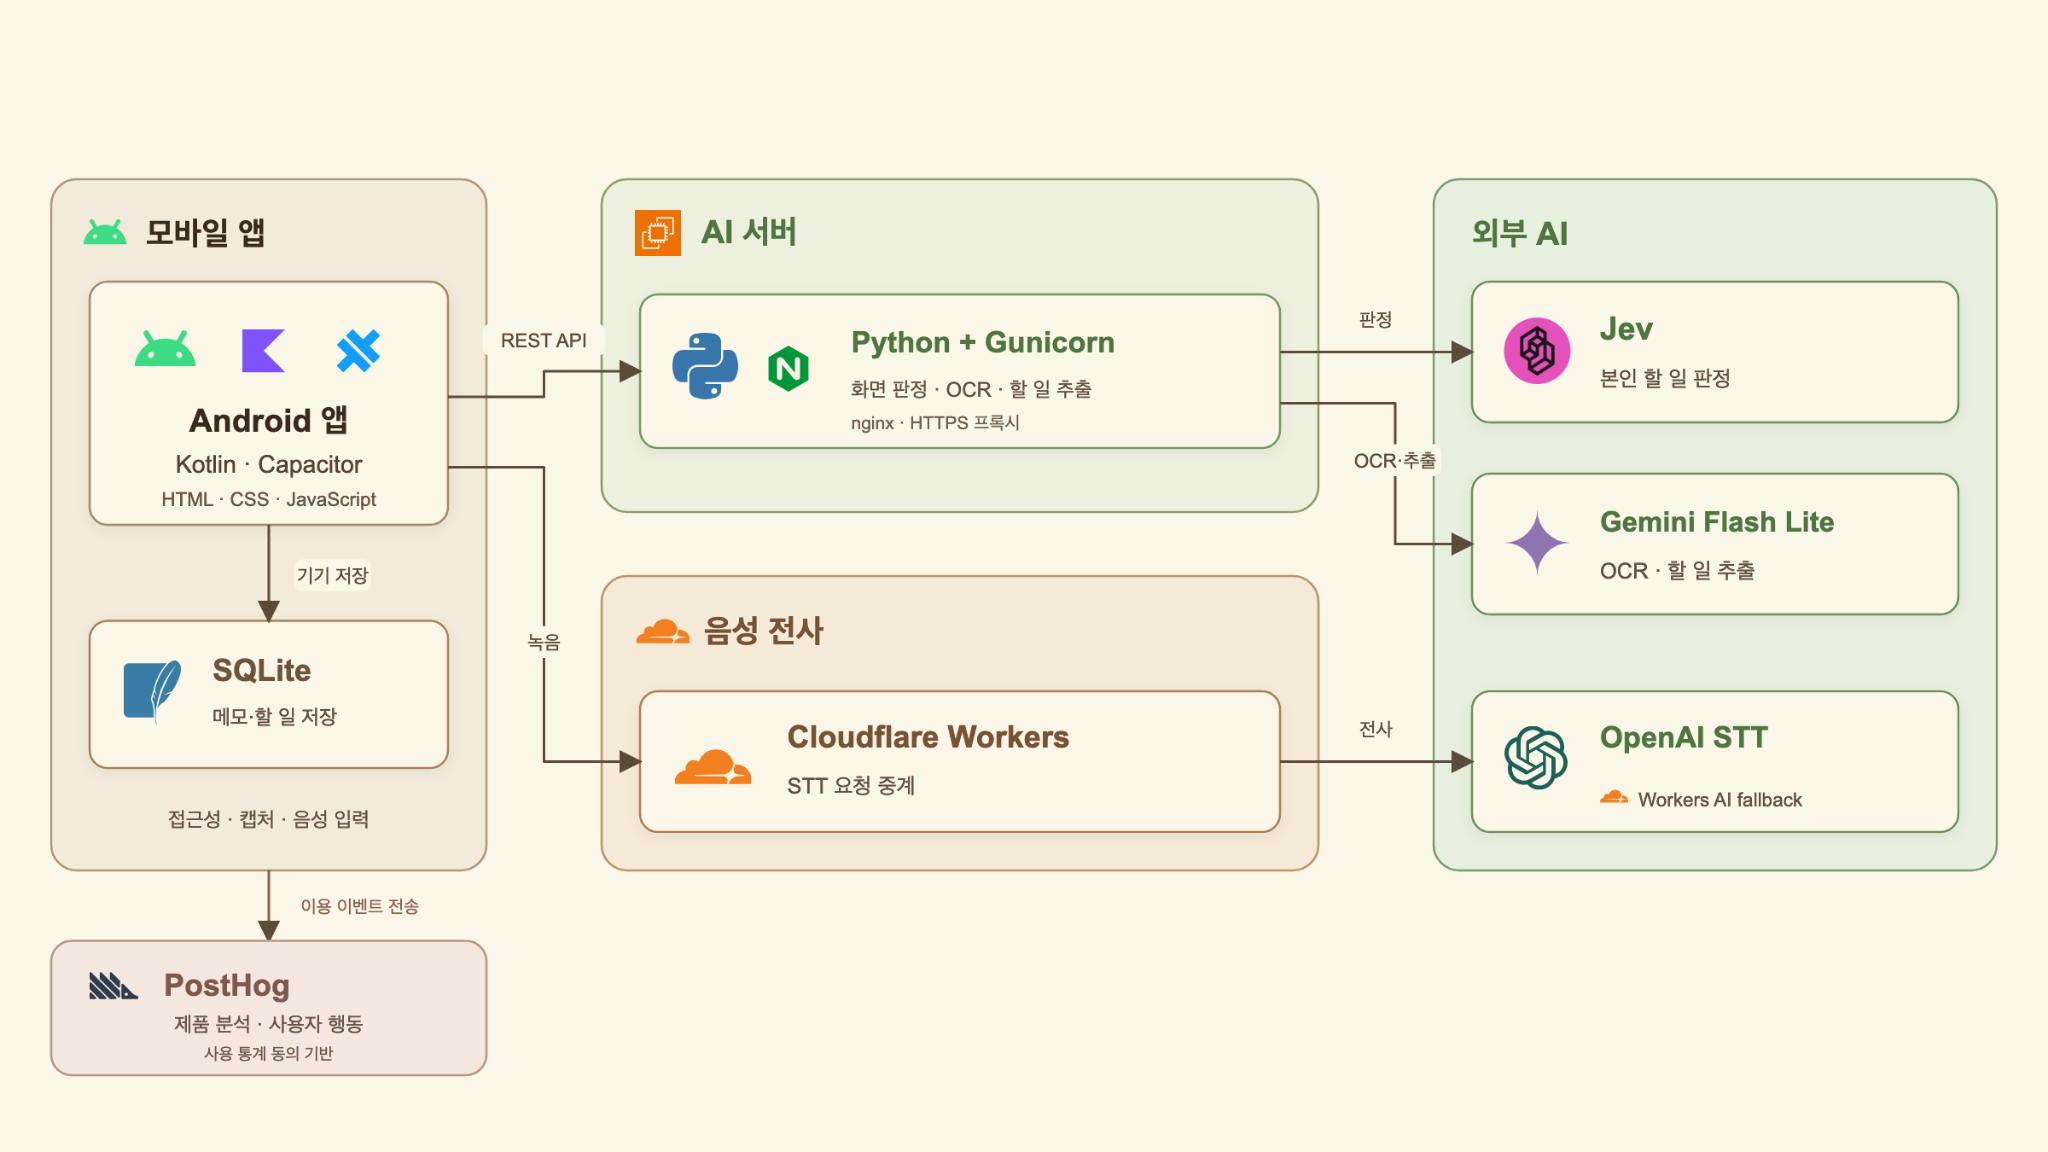 모바일 앱
Android 앱
Kotlin · Capacitor
HTML · CSS · JavaScript
기기 저장
SQLite
메모·할 일 저장
접근성 · 캡처 · 음성 입력
이용 이벤트 전송
PostHog
제품 분석 · 사용자 행동
사용 통계 동의 기반
REST API
녹음
AI 서버
Python + Gunicorn
화면 판정 · OCR · 할 일 추출
nginx · HTTPS 프록시
음성 전사
Cloudflare Workers
STT 요청 중계
판정
OCR·추출
전사
외부 AI
Jev
본인 할 일 판정
Gemini Flash Lite
OCR · 할 일 추출
OpenAI STT
Workers AI fallback